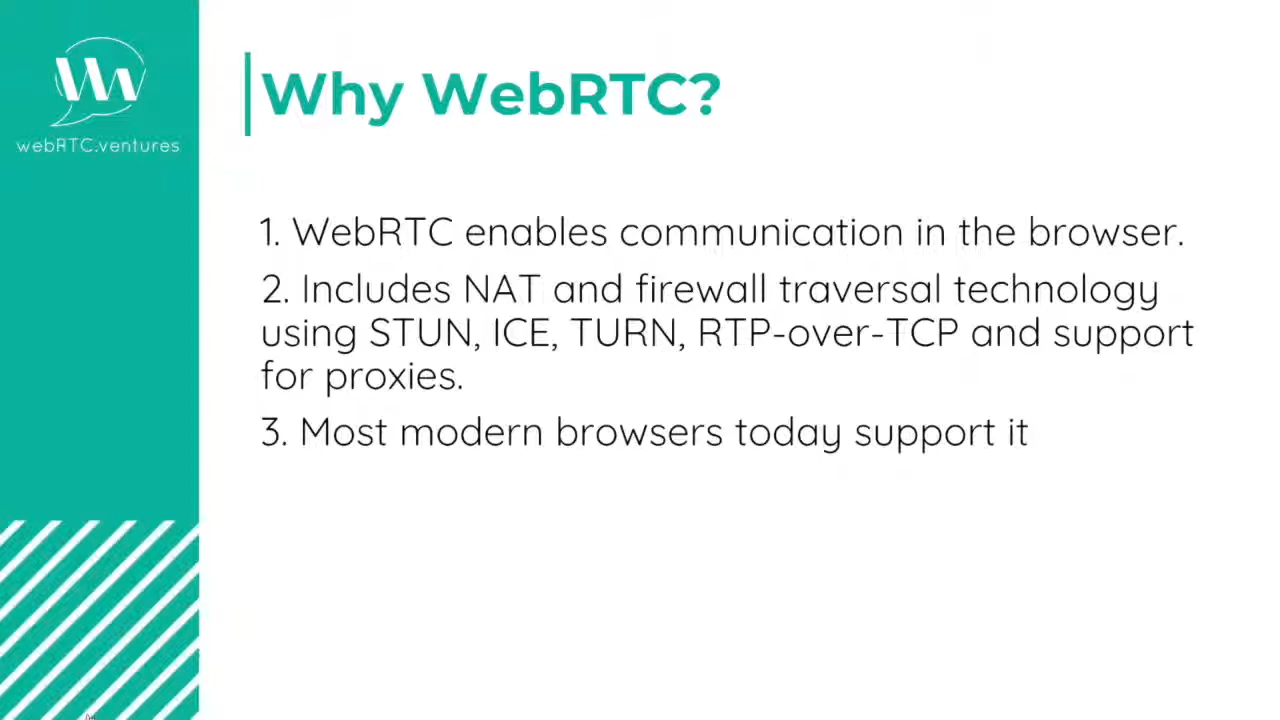 webRTC.ventures
Why WebRTC?
1. WebRTC enables communication in the browser.
2. Includes NAT and firewall traversal technology
using STUN, ICE, TURN, RTP-over-TCP and support
for proxies.
3. Most modern browsers today support it